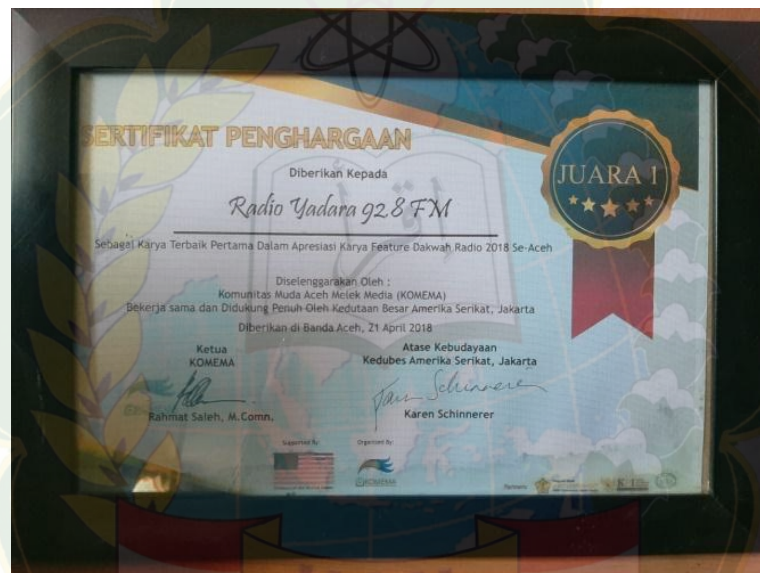 SERTIFIKAT PENGHARGAAN
Diberikan Kepada
Radio Yadara 92.8 FM
JUARA 1
Sebagai Karya Terbaik Pertama Dalam Apresiasi Karya Feature Dakwah Radio 2018 Se-Aceh
Diselenggarakan Oleh :
Komunitas Muda Aceh Melek Media (KOMEMA)
Bekerja sama dan Didukung Penuh Oleh Kedutaan Besar Amerika Serikat, Jakarta
Diberikan di Banda Aceh, 21 April 2018
Ketua
KOMEMA
Atase Kebudayaan
Kedubes Amerika Serikat, Jakarta
Rahmat Saleh, M.Comn.
Karen Schinnerer
Supported By
Organized By
Partners
اقرأ